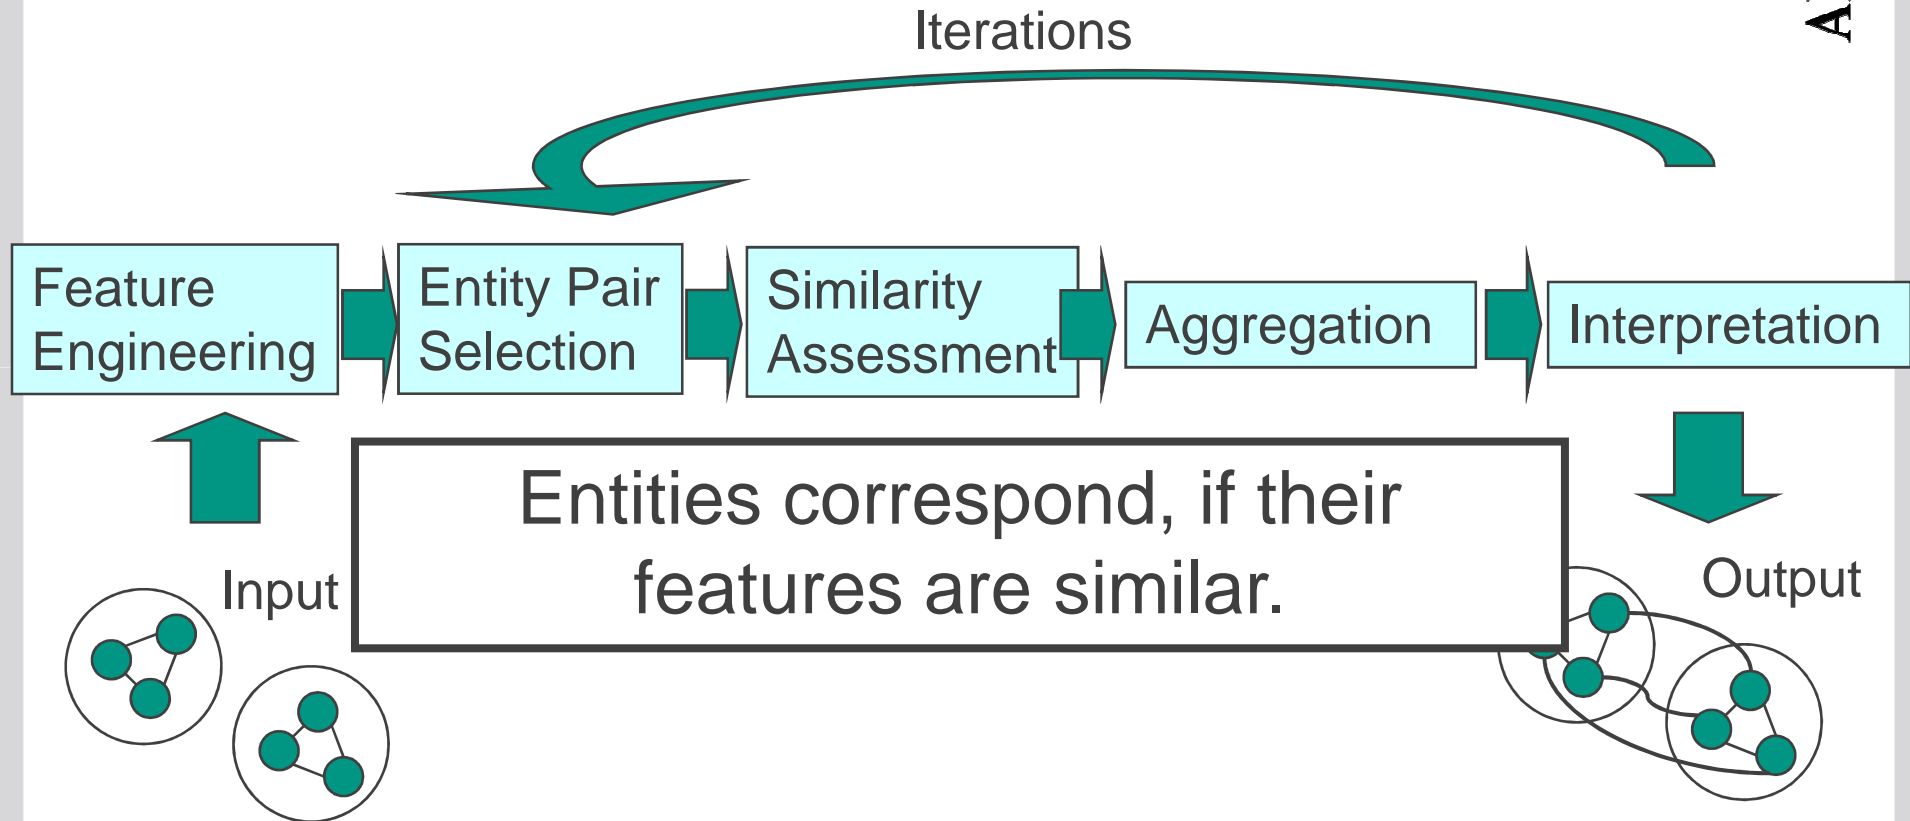 Iterations
Feature
Engineering
Entity Pair
Selection
Similarity
Assessment
Aggregation
Interpretation
Entities correspond, if their
features are similar.
Input
Output